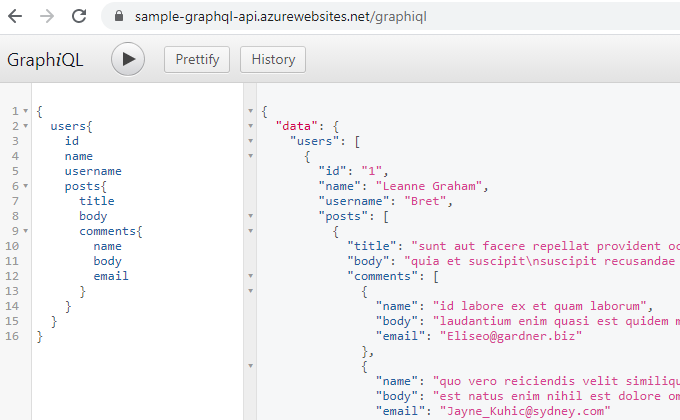 sample-graphql-api.azurewebsites.net/graphiql
GraphiQL Prettify History
1 {
2 users{
3 id
4 name
5 username
6 posts{
7 title
8 body
9 comments{
10 name
11 body
12 email
13 }
14 }
15 }
16 }
{
"data": {
"users": [
{
"id": "1",
"name": "Leanne Graham",
"username": "Bret",
"posts": [
{
"title": "sunt aut facere repellat provident oc
"body": "quia et suscipit\nsuscipit recusandae
"comments": [
{
"name": "id labore ex et quam laborum",
"body": "laudantium enim quasi est quidem m
"email": "Eliseo@gardner.biz"
},
{
"name": "quo vero reiciendis velit similiqu
"body": "est natus enim nihil est dolore om
"email": "Jayne_Kuhic@sydney.com"